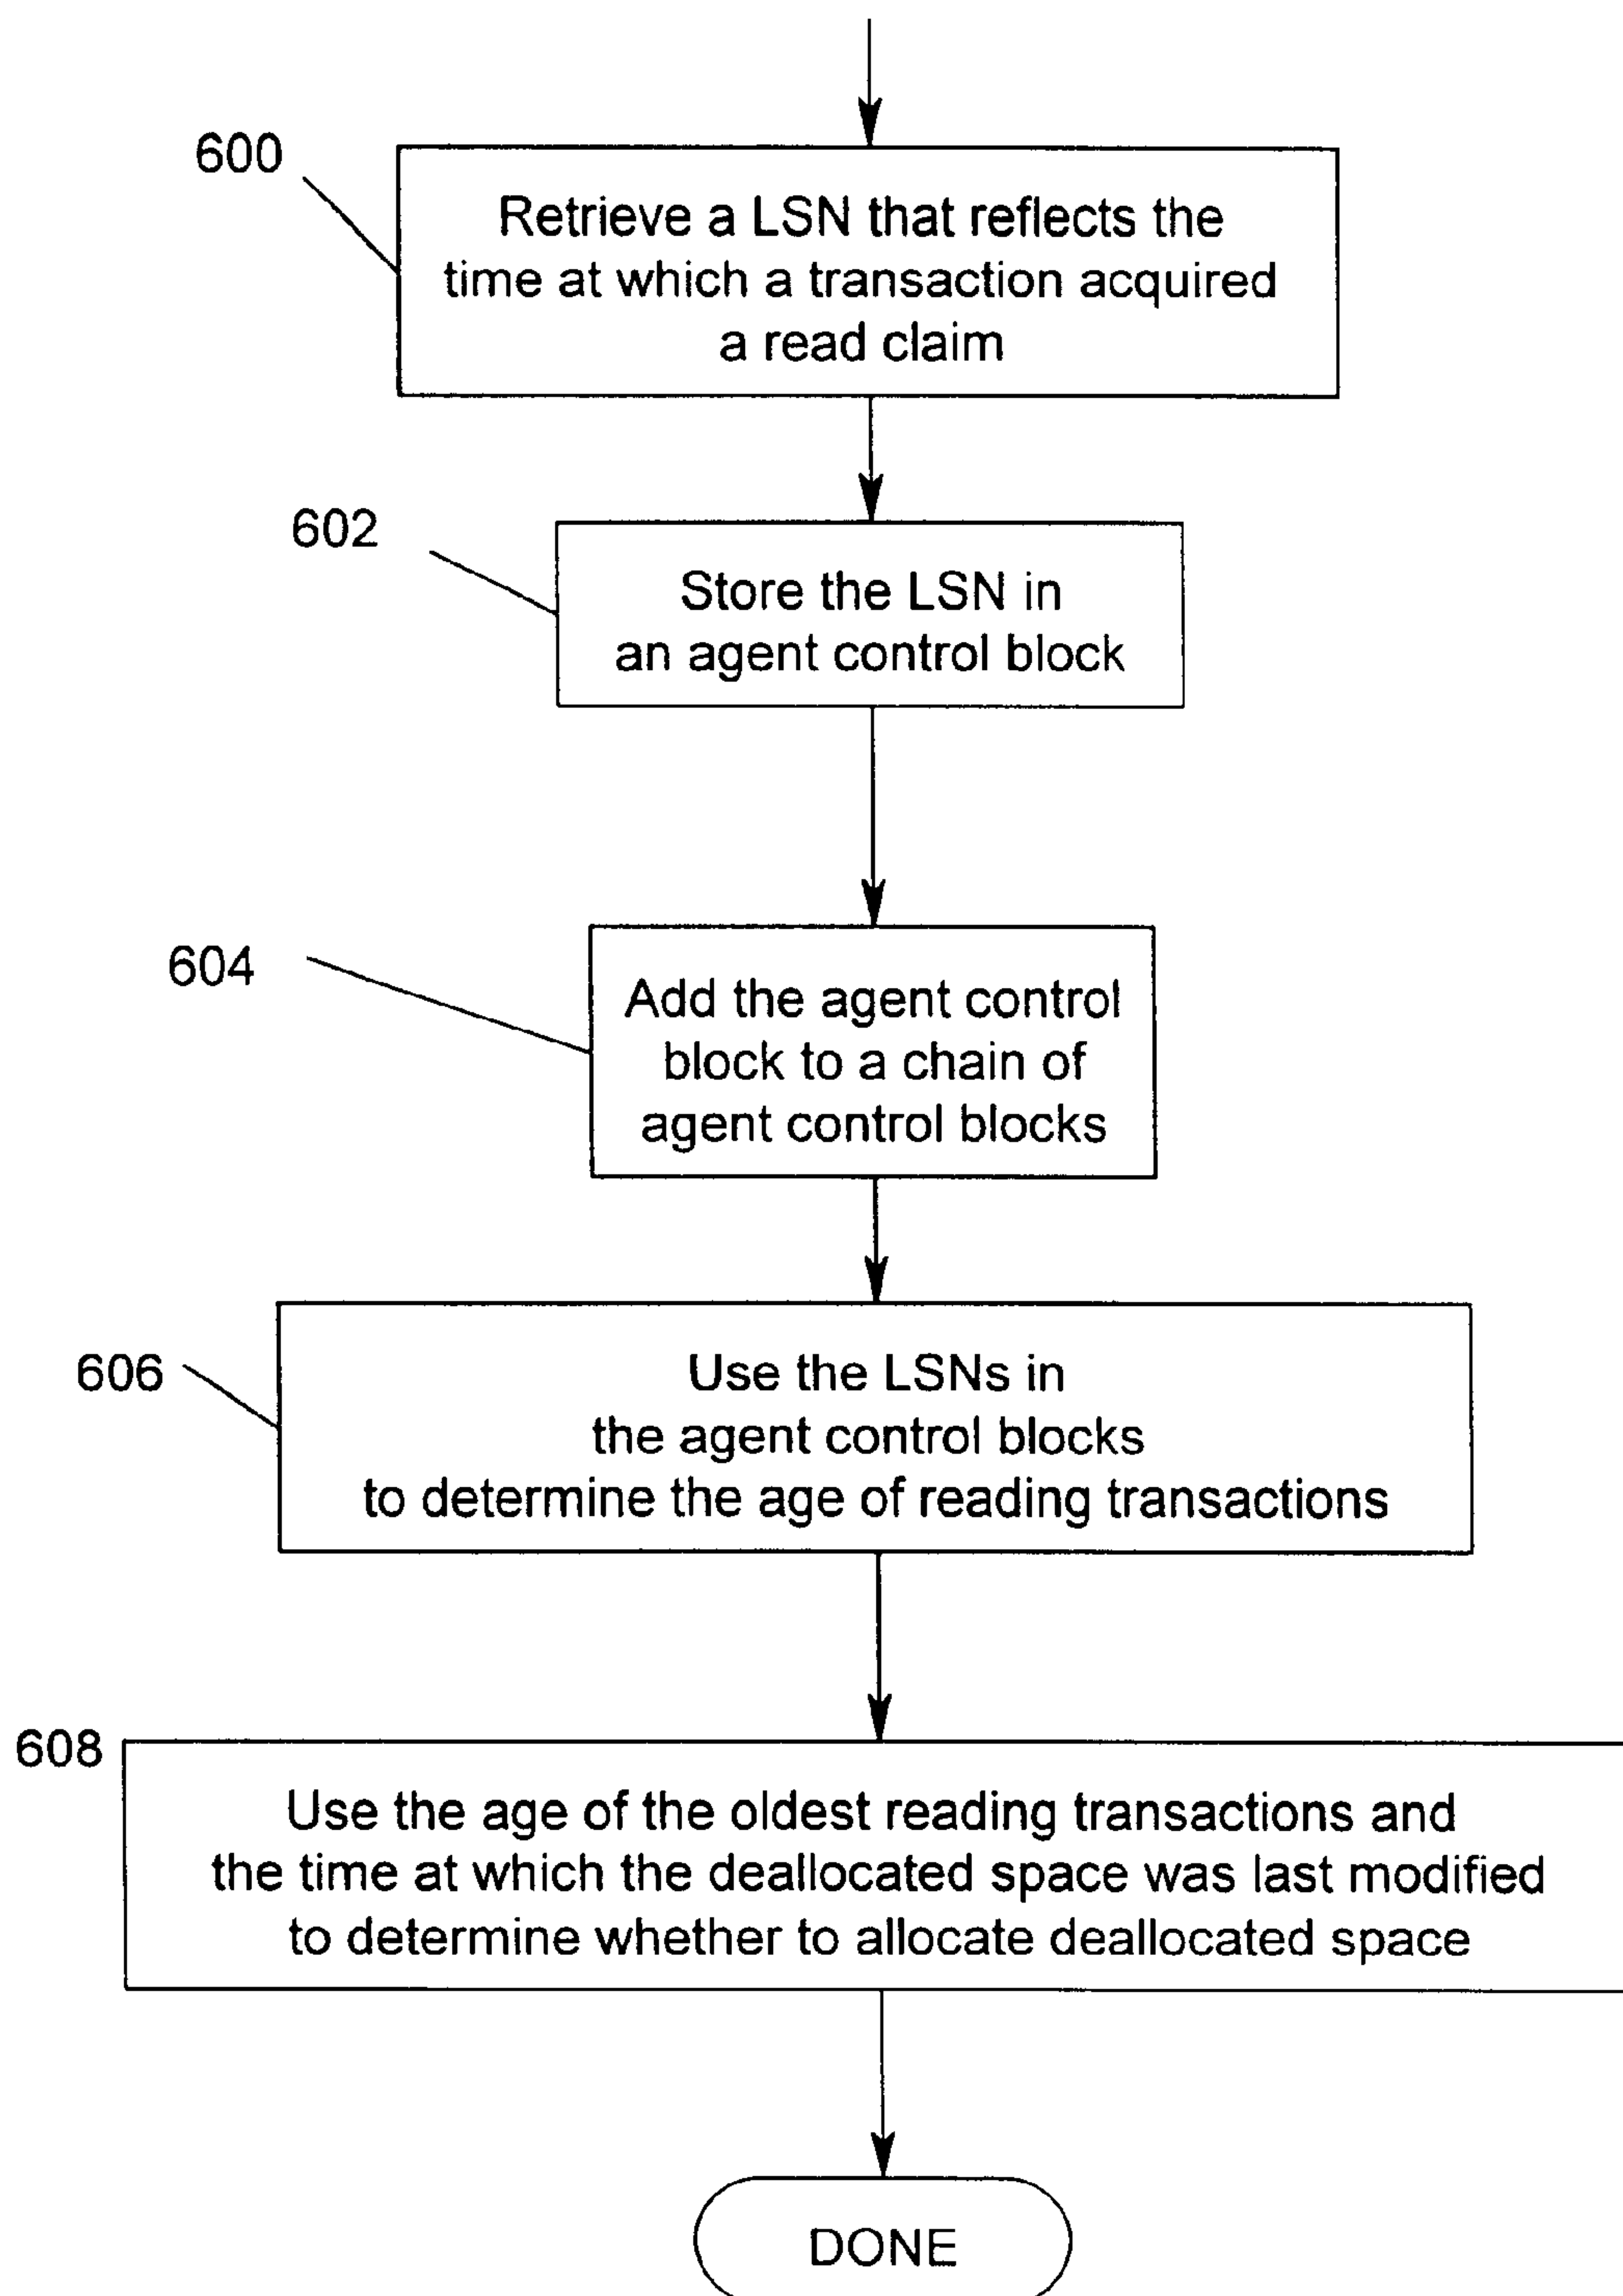 600
Retrieve a LSN that reflects the
time at which a transaction acquired
a read claim
602
Store the LSN in
an agent control block
604
Add the agent control
block to a chain of
agent control blocks
606
Use the LSNs in
the agent control blocks
to determine the age of reading transactions
608
Use the age of the oldest reading transactions and
the time at which the deallocated space was last modified
to determine whether to allocate deallocated space
DONE